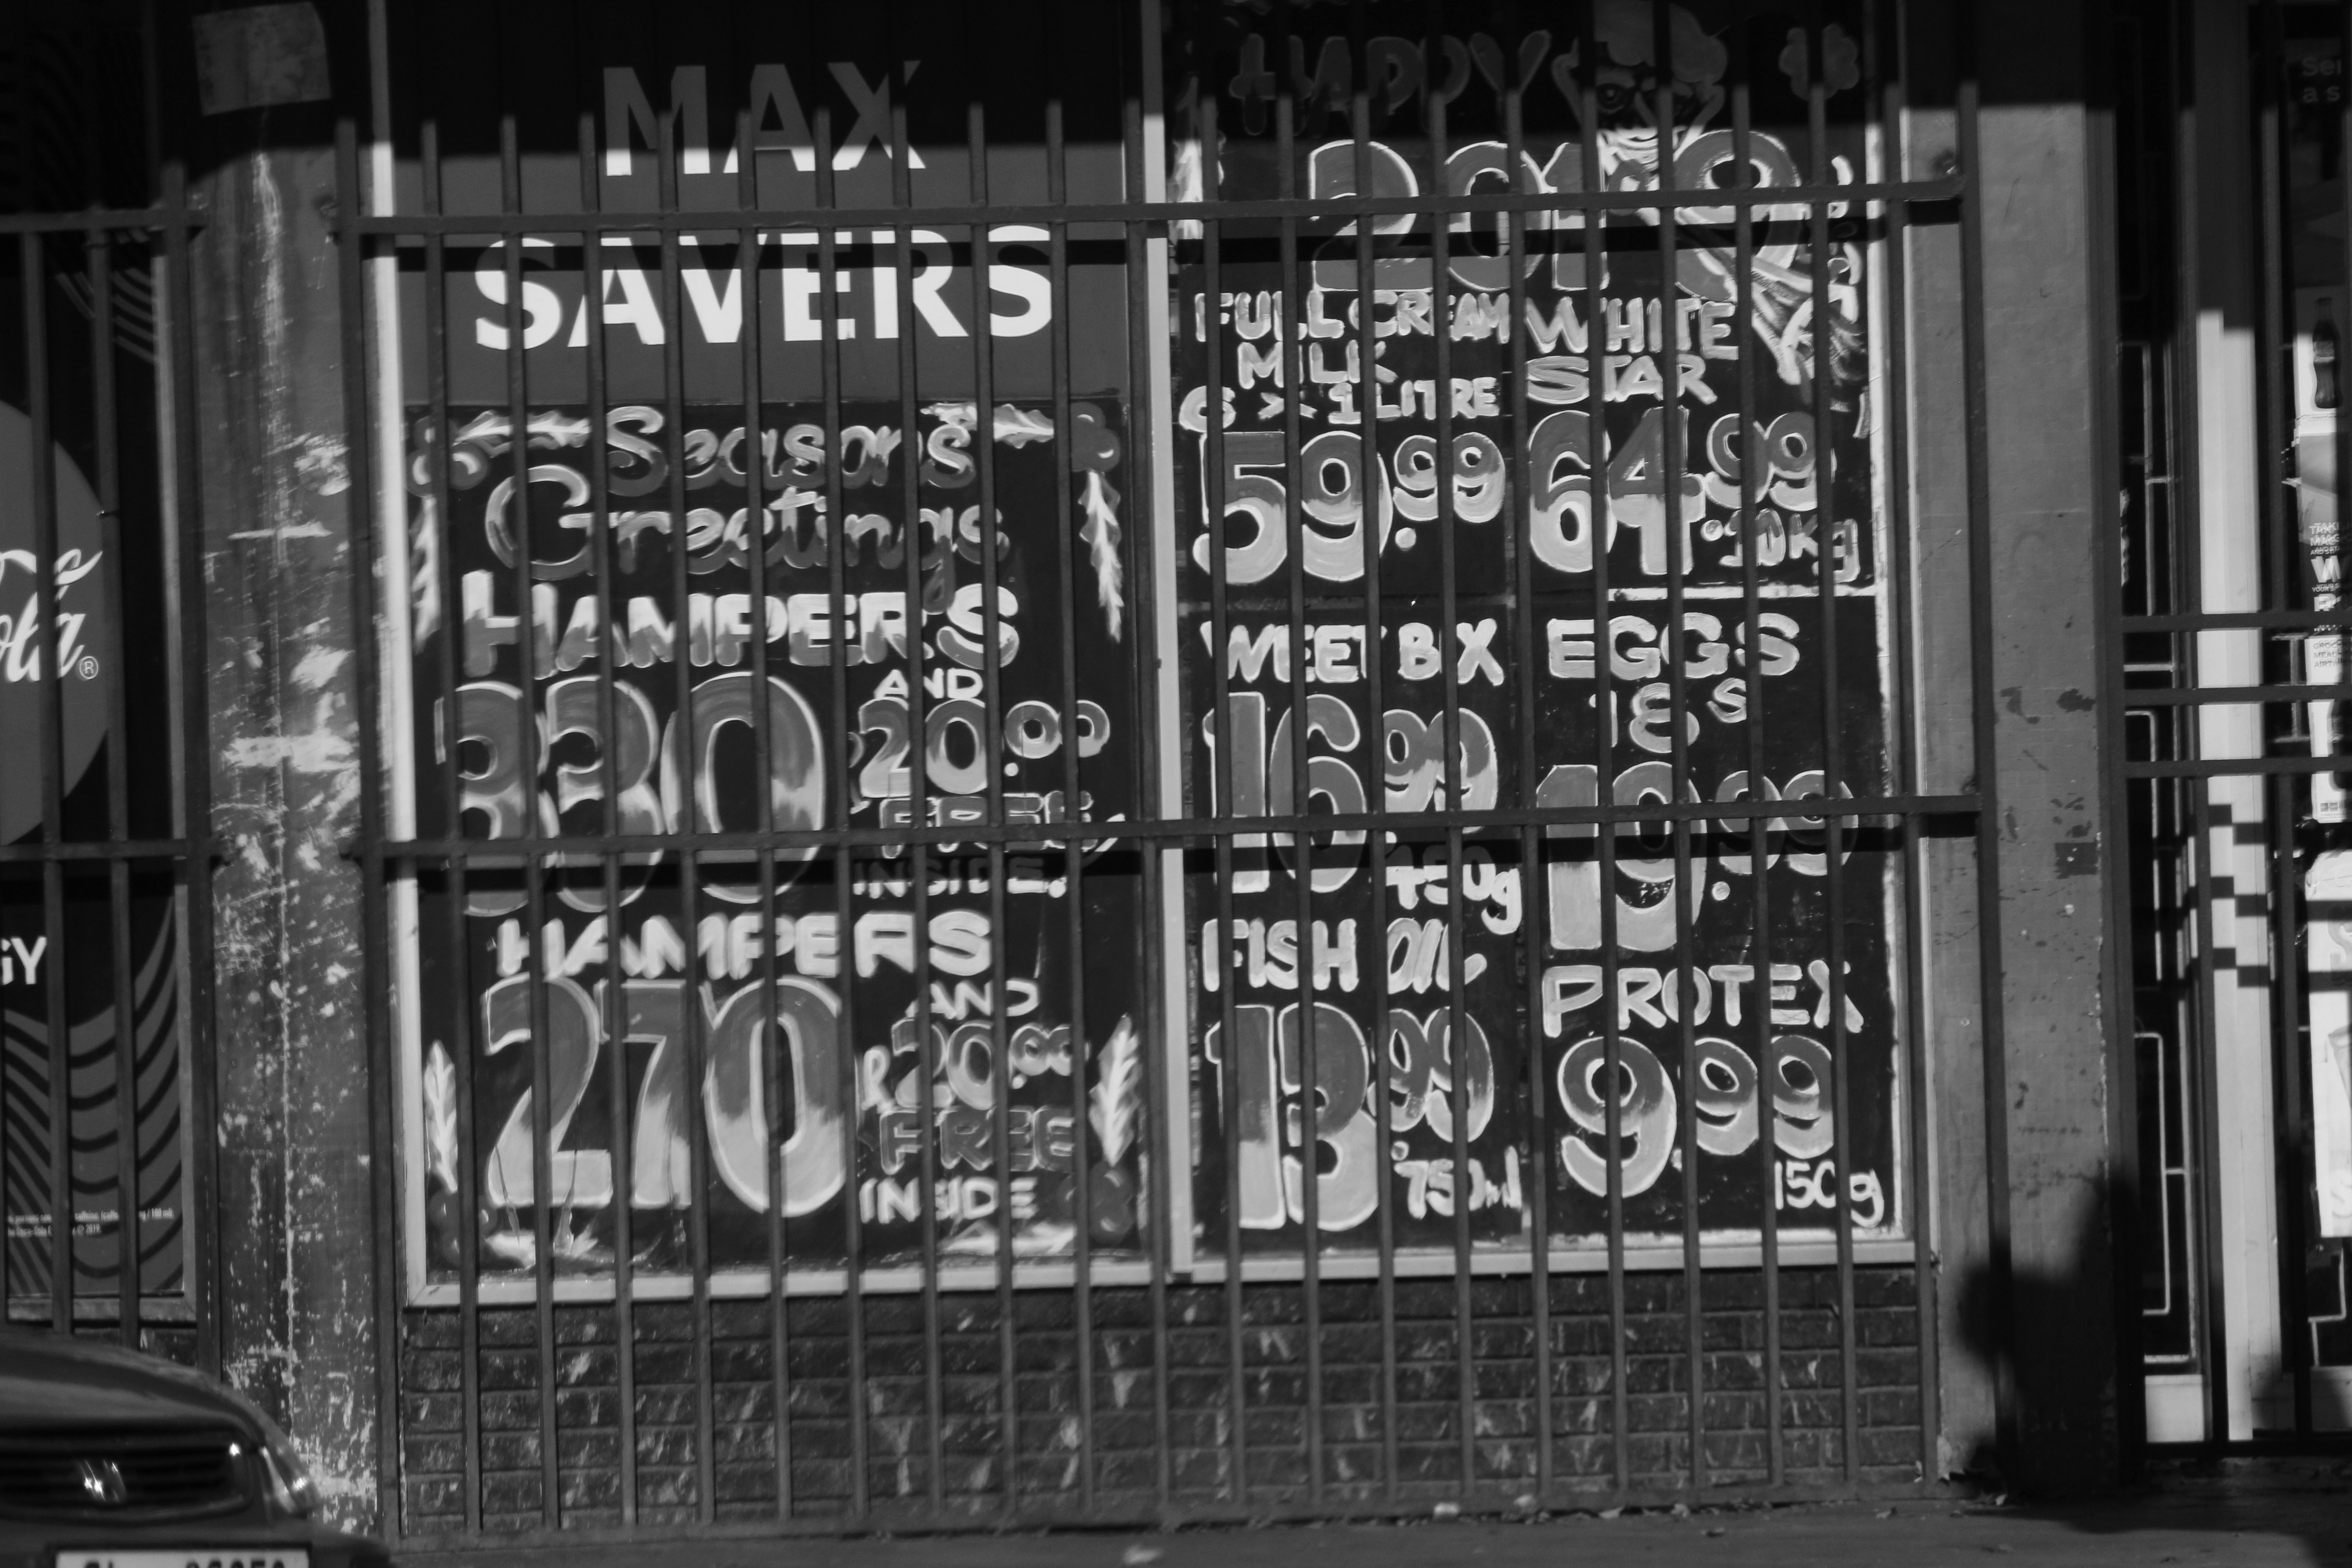 MAX
SAVERS
Seasons
Greetings
HAMPERS
330
AND
20.00
FREE
INSIDE.
HAMPERS
270
AND
R20.00
FREE
INSIDE
HAPPY
2019
FULL CREAM
MILK
6 x 1 LITRE
59.99
WHITE
STAR
64.99
10kg
WEET BIX
16.99
450g
EGGS
18s
19.99
FISH OIL
13.99
750ml
PROTEX
9.99
150g
®